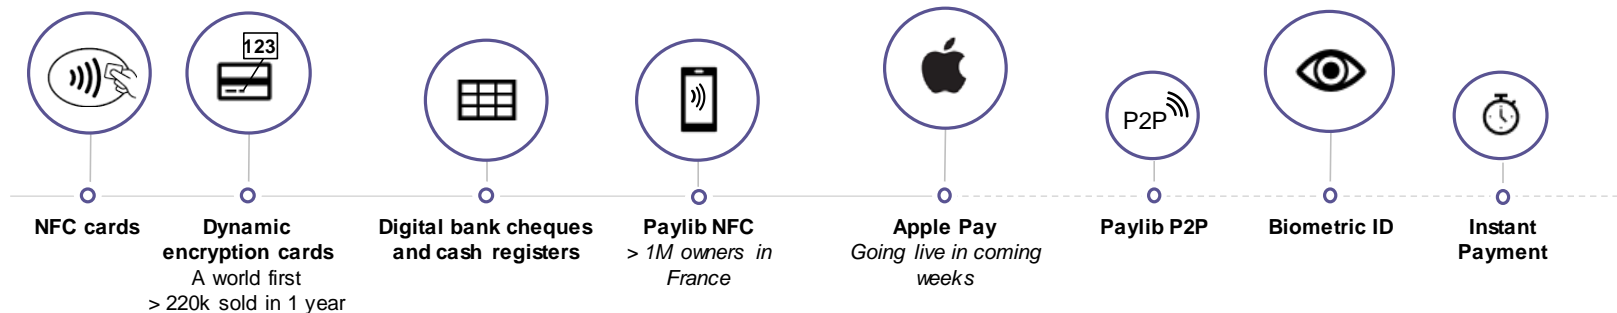 123
P2P
NFC cards
Dynamic
encryption cards
A world first
> 220k sold in 1 year
Digital bank cheques
and cash registers
Paylib NFC
> 1M owners in
France
Apple Pay
Going live in coming
weeks
Paylib P2P
Biometric ID
Instant
Payment